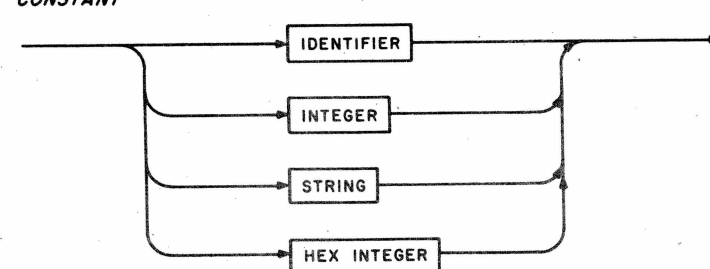 CONSTANT
IDENTIFIER
INTEGER
STRING
HEX INTEGER